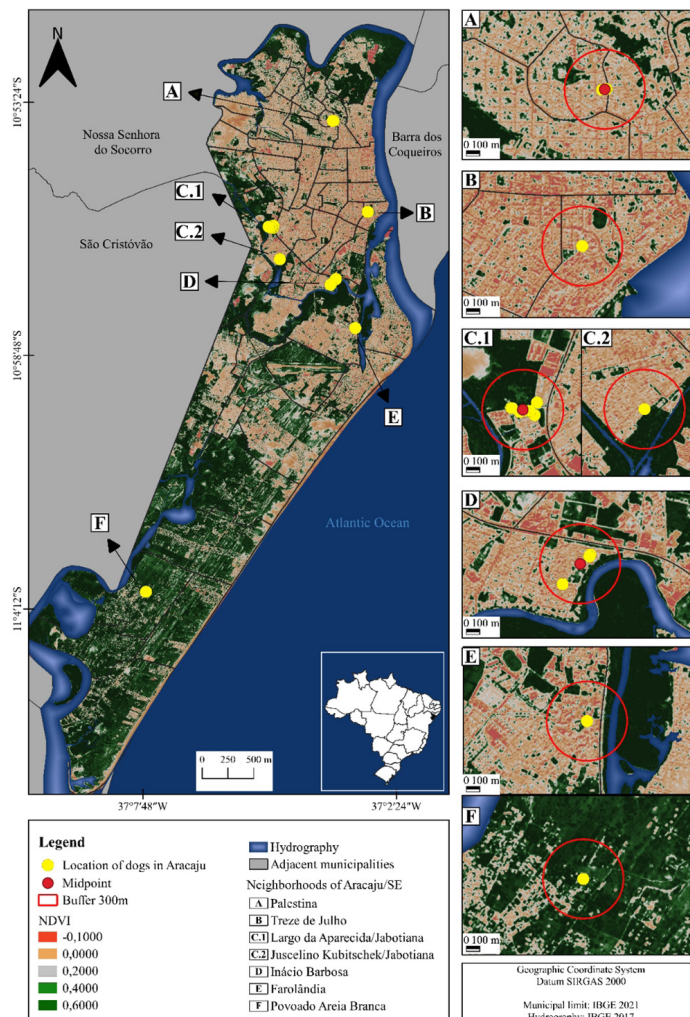 A
B
C.1
C.2
D
E
F
10°53'24"S
10°58'48"S
11°4'12"S
Nossa Senhora
do Socorro
Barra dos
Coqueiros
São Cristóvão
Atlantic Ocean
0 250 500 m
37°7'48"W
37°2'24"W
A
0 100 m
B
0 100 m
C.1
0 100 m
C.2
0 100 m
D
0 100 m
E
0 100 m
F
0 100 m
Legend
Location of dogs in Aracaju
Midpoint
Buffer 300m
NDVI
-0,1000
0,0000
0,2000
0,4000
0,6000
Hydrography
Adjacent municipalities
Neighborhoods of Aracaju/SE
A Palestina
B Treze de Julho
C.1 Largo da Aparecida/Jabotiana
C.2 Juscelino Kubitschek/Jabotiana
D Inácio Barbosa
E Farolândia
F Povoado Areia Branca
Geographic Coordinate System
Datum SIRGAS 2000
Municipal limit: IBGE 2021
Hydrography: IBGE 2017